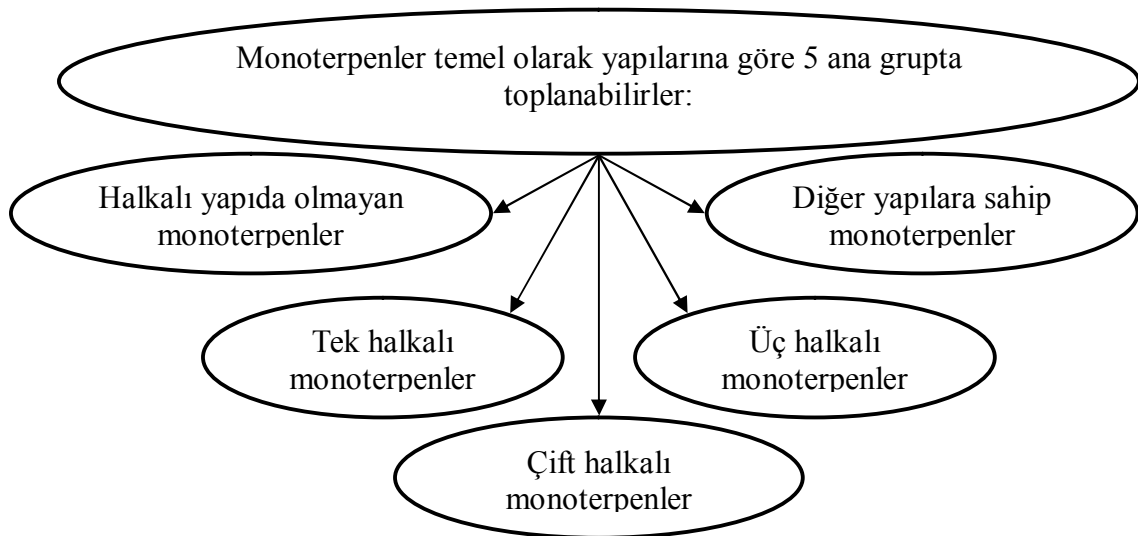 Monoterpenler temel olarak yapılarına göre 5 ana grupta
toplanabilirler:
Halkalı yapıda olmayan
monoterpenler
Diğer yapılara sahip
monoterpenler
Tek halkalı
monoterpenler
Üç halkalı
monoterpenler
Çift halkalı
monoterpenler